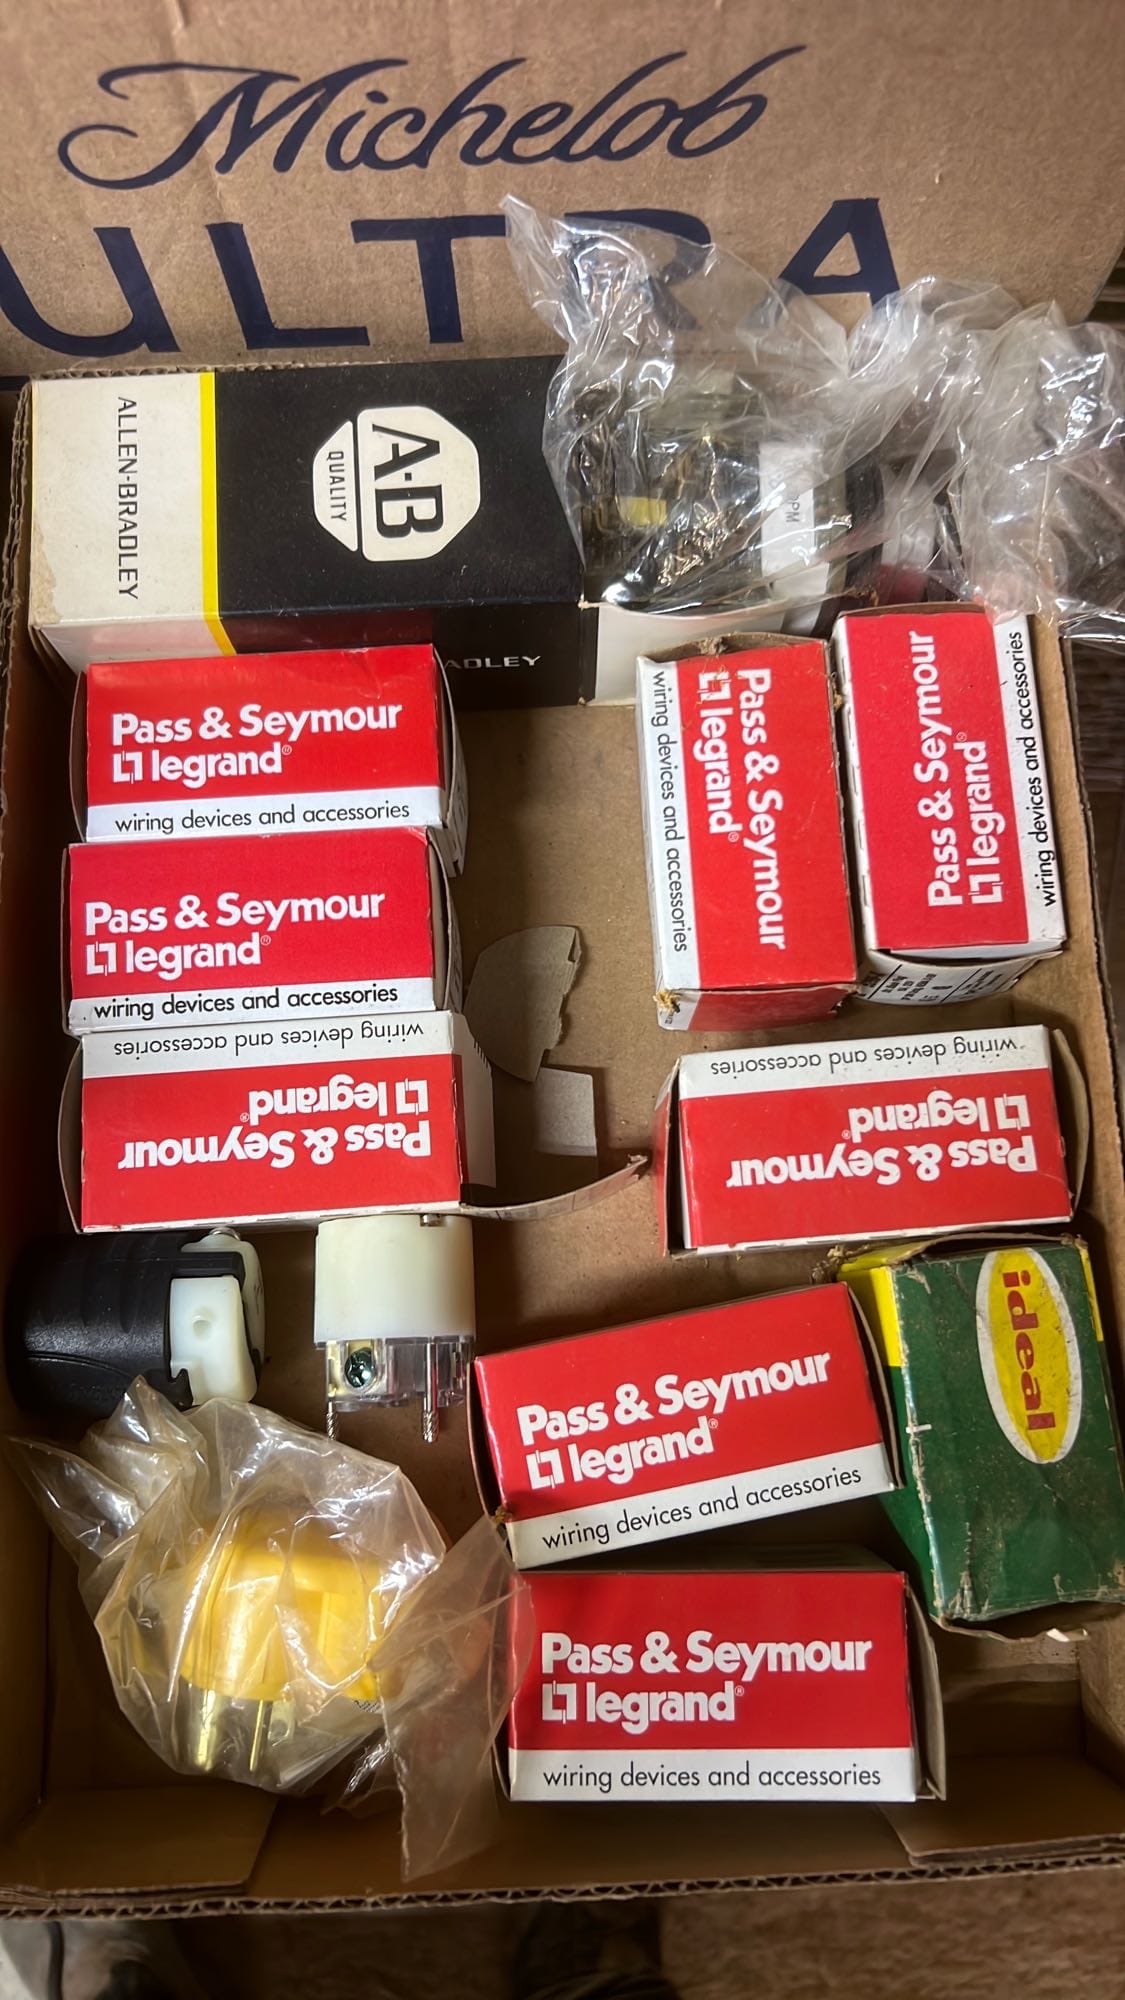 Michelob
ULTRA
ALLEN-BRADLEY
A-B
QUALITY
ADLEY
PM
Pass & Seymour
legrand®
wiring devices and accessories
Pass & Seymour
legrand®
wiring devices and accessories
Pass & Seymour
legrand®
wiring devices and accessories
Pass & Seymour
legrand®
wiring devices and accessories
Pass & Seymour
legrand®
wiring devices and accessories
Pass & Seymour
legrand®
wiring devices and accessories
ideal
Pass & Seymour
legrand®
wiring devices and accessories
Pass & Seymour
legrand®
wiring devices and accessories